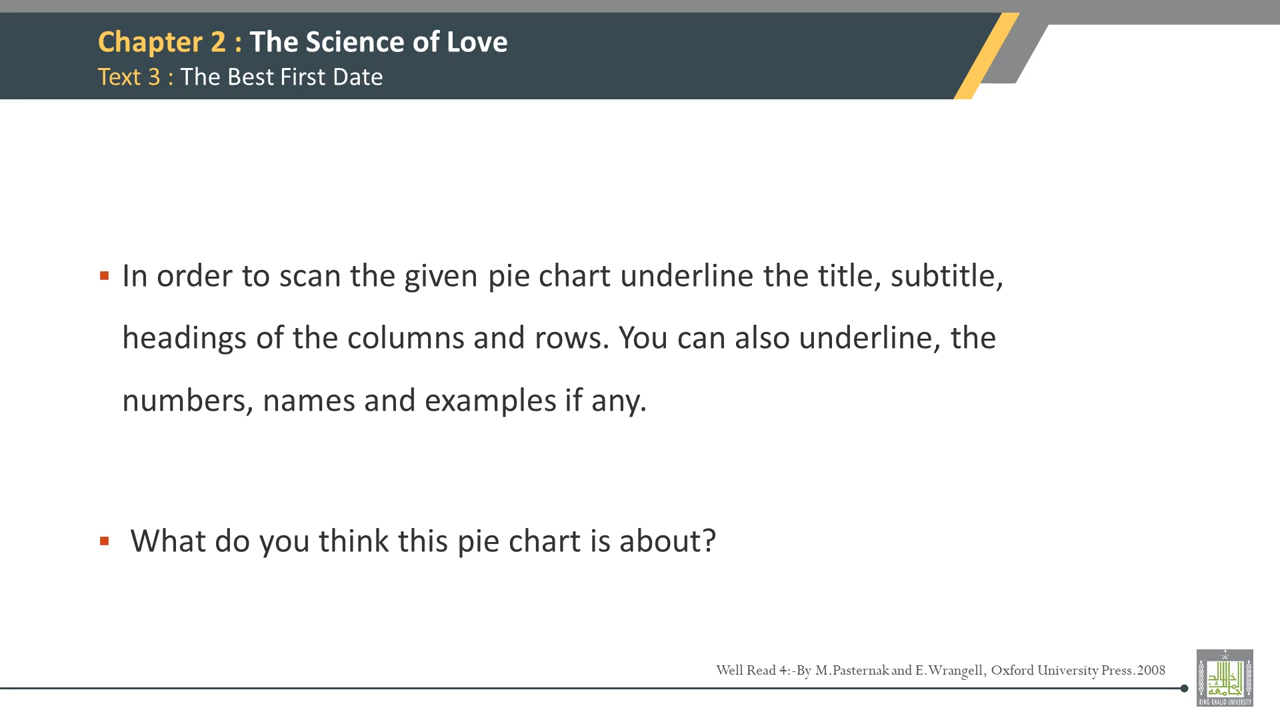 Chapter 2 : The Science of Love
Text 3 : The Best First Date
▪ In order to scan the given pie chart underline the title, subtitle,
headings of the columns and rows. You can also underline, the
numbers, names and examples if any.
▪ What do you think this pie chart is about?
Well Read 4:-By M.Pasternak and E.Wrangell, Oxford University Press.2008
KING KHALID UNIVERSITY